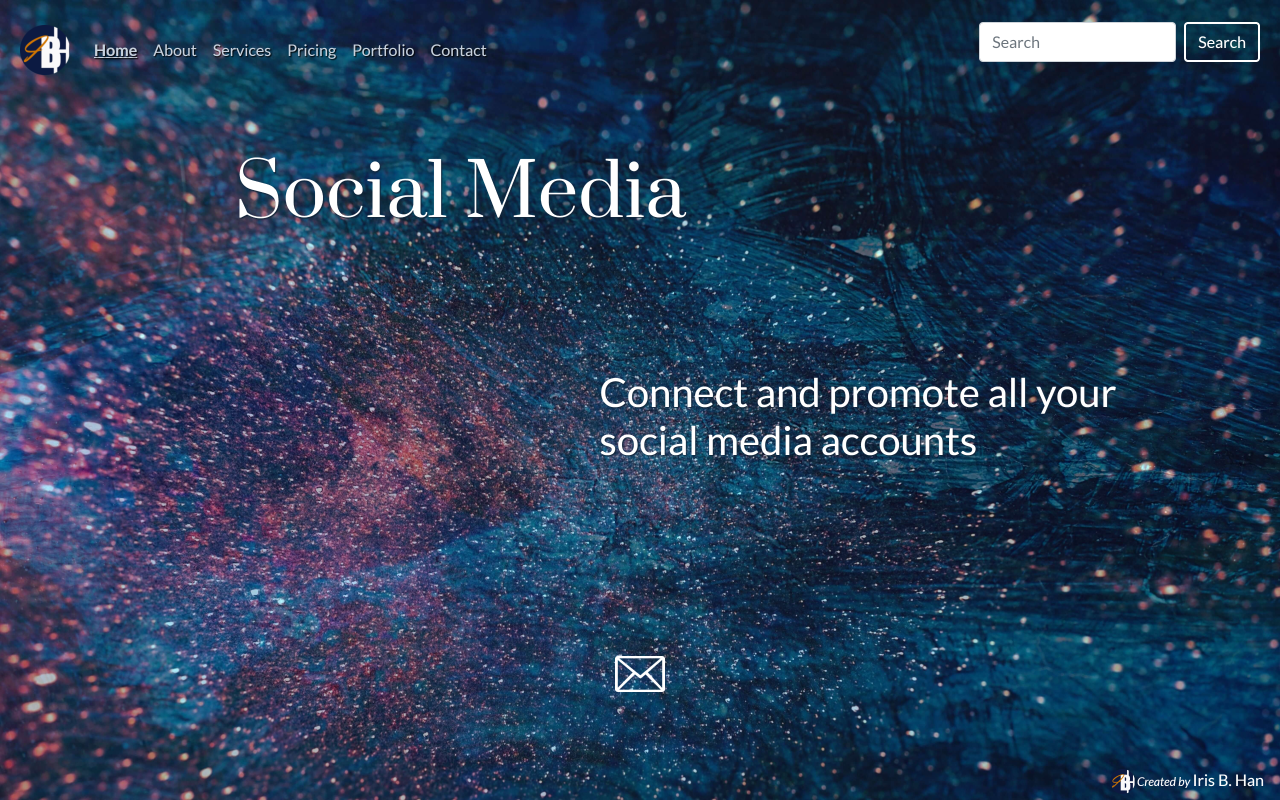 Home About Services Pricing Portfolio Contact
Search
Search
Social Media
Connect and promote all your
social media accounts
Created by Iris B. Han